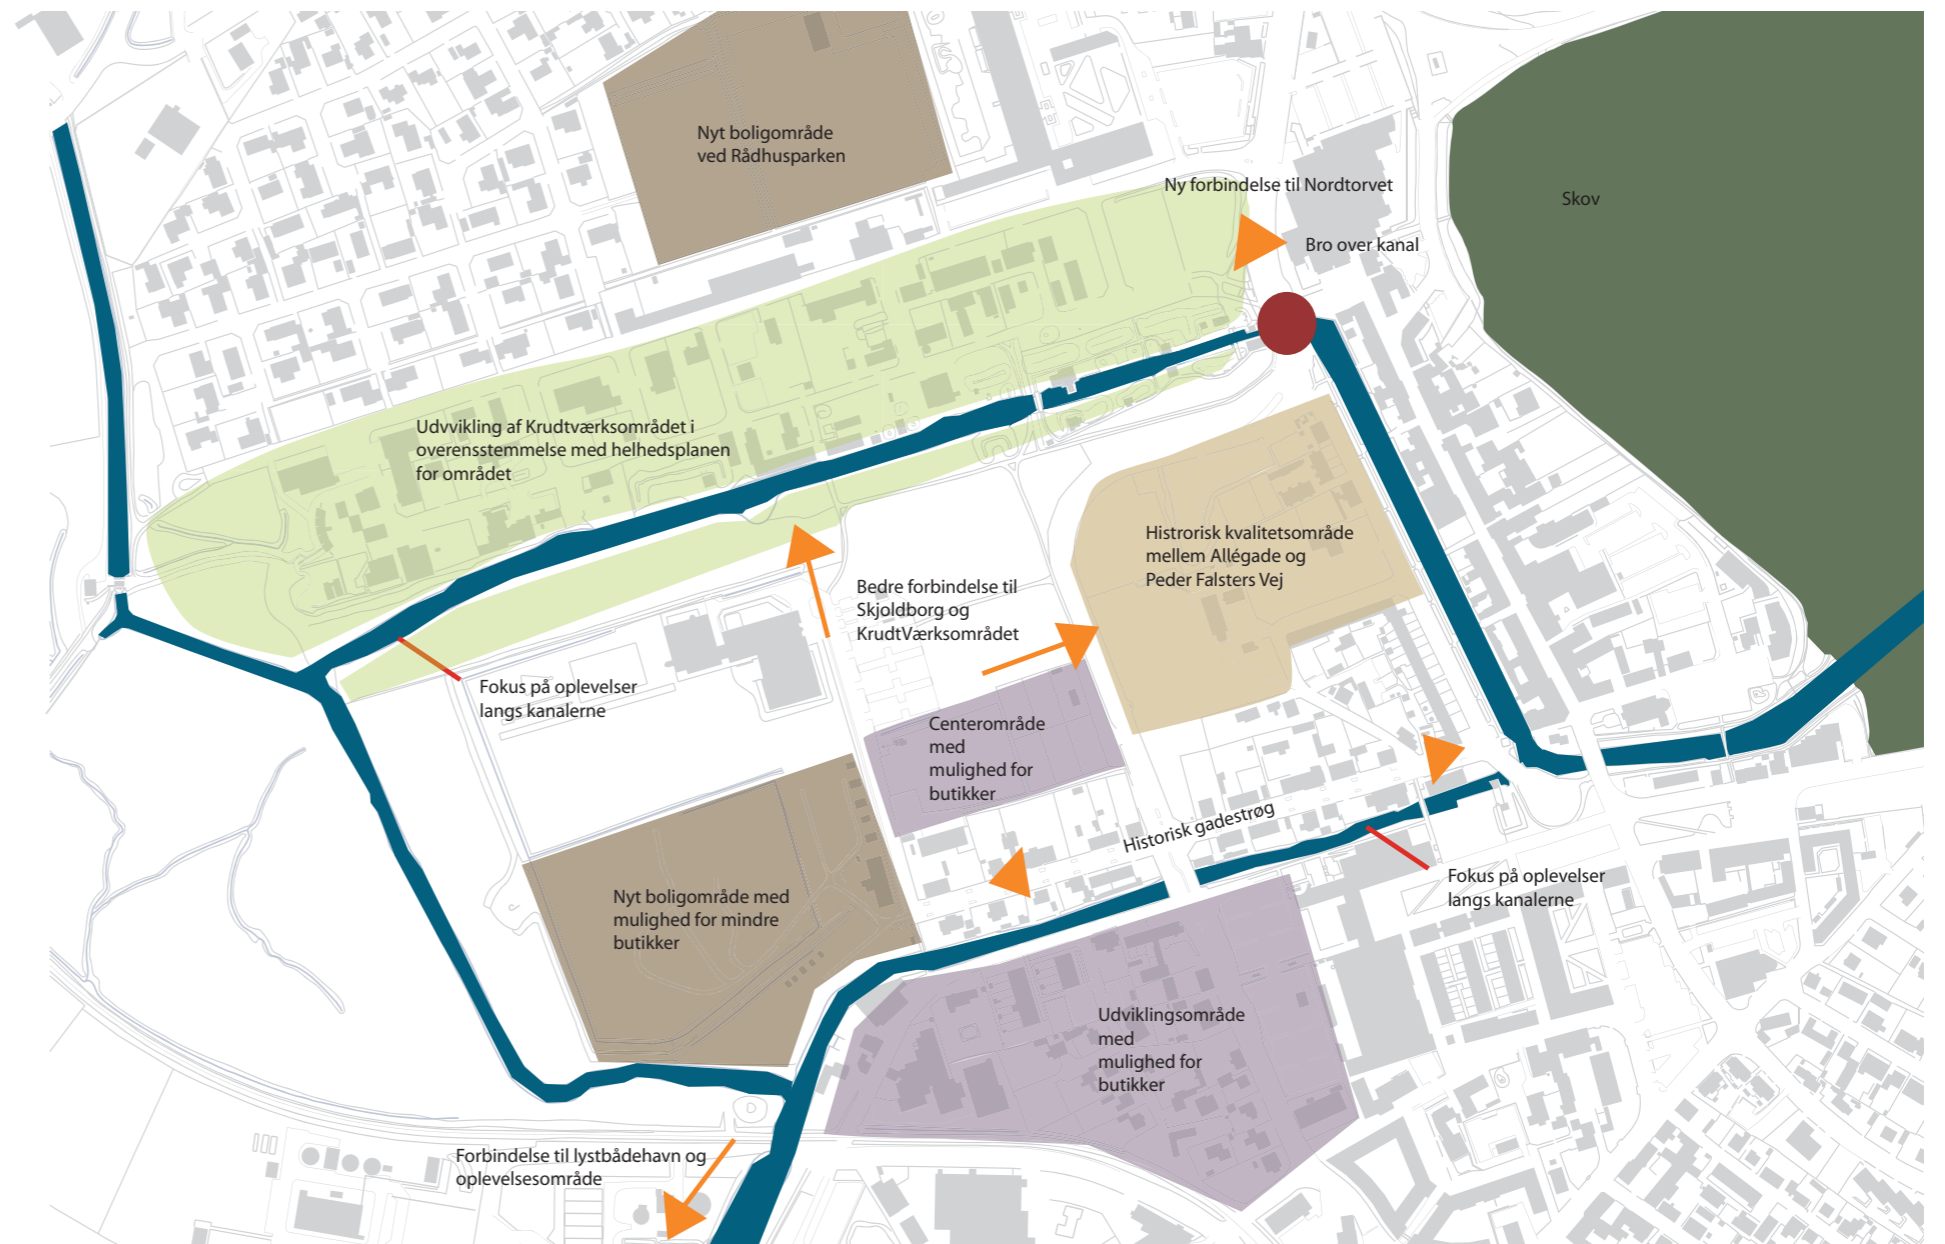 Nyt boligområde
ved Rådhusparken
Ny forbindelse til Nordtorvet
Skov
Bro over kanal
Udvvikling af Krudtværksområdet i
overensstemmelse med helhedsplanen
for området
Histrorisk kvalitetsområde
mellem Allégade og
Peder Falsters Vej
Bedre forbindelse til
Skjoldborg og
KrudtVærksområdet
Fokus på oplevelser
langs kanalerne
Centerområde
med
mulighed for
butikker
Historisk gadestrøg
Nyt boligområde med
mulighed for mindre
butikker
Fokus på oplevelser
langs kanalerne
Udviklingsområde
med
mulighed for
butikker
Forbindelse til lystbådehavn og
oplevelsesområde